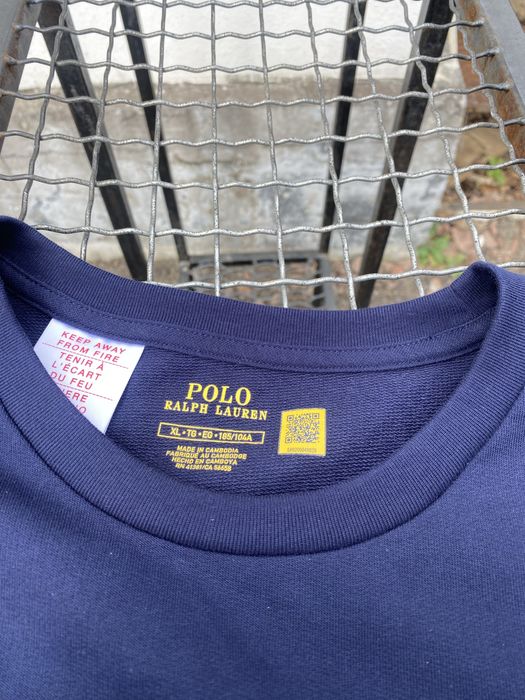 KEEP AWAY
FROM FIRE
TENIR À
L'ÉCART
DU FEU
POLO
RALPH LAUREN
XL • TG • EG • 185/104A
MADE IN CAMBODIA
FABRIQUÉ AU CAMBODGE
HECHO EN CAMBOYA
RN 41381/CA 56558